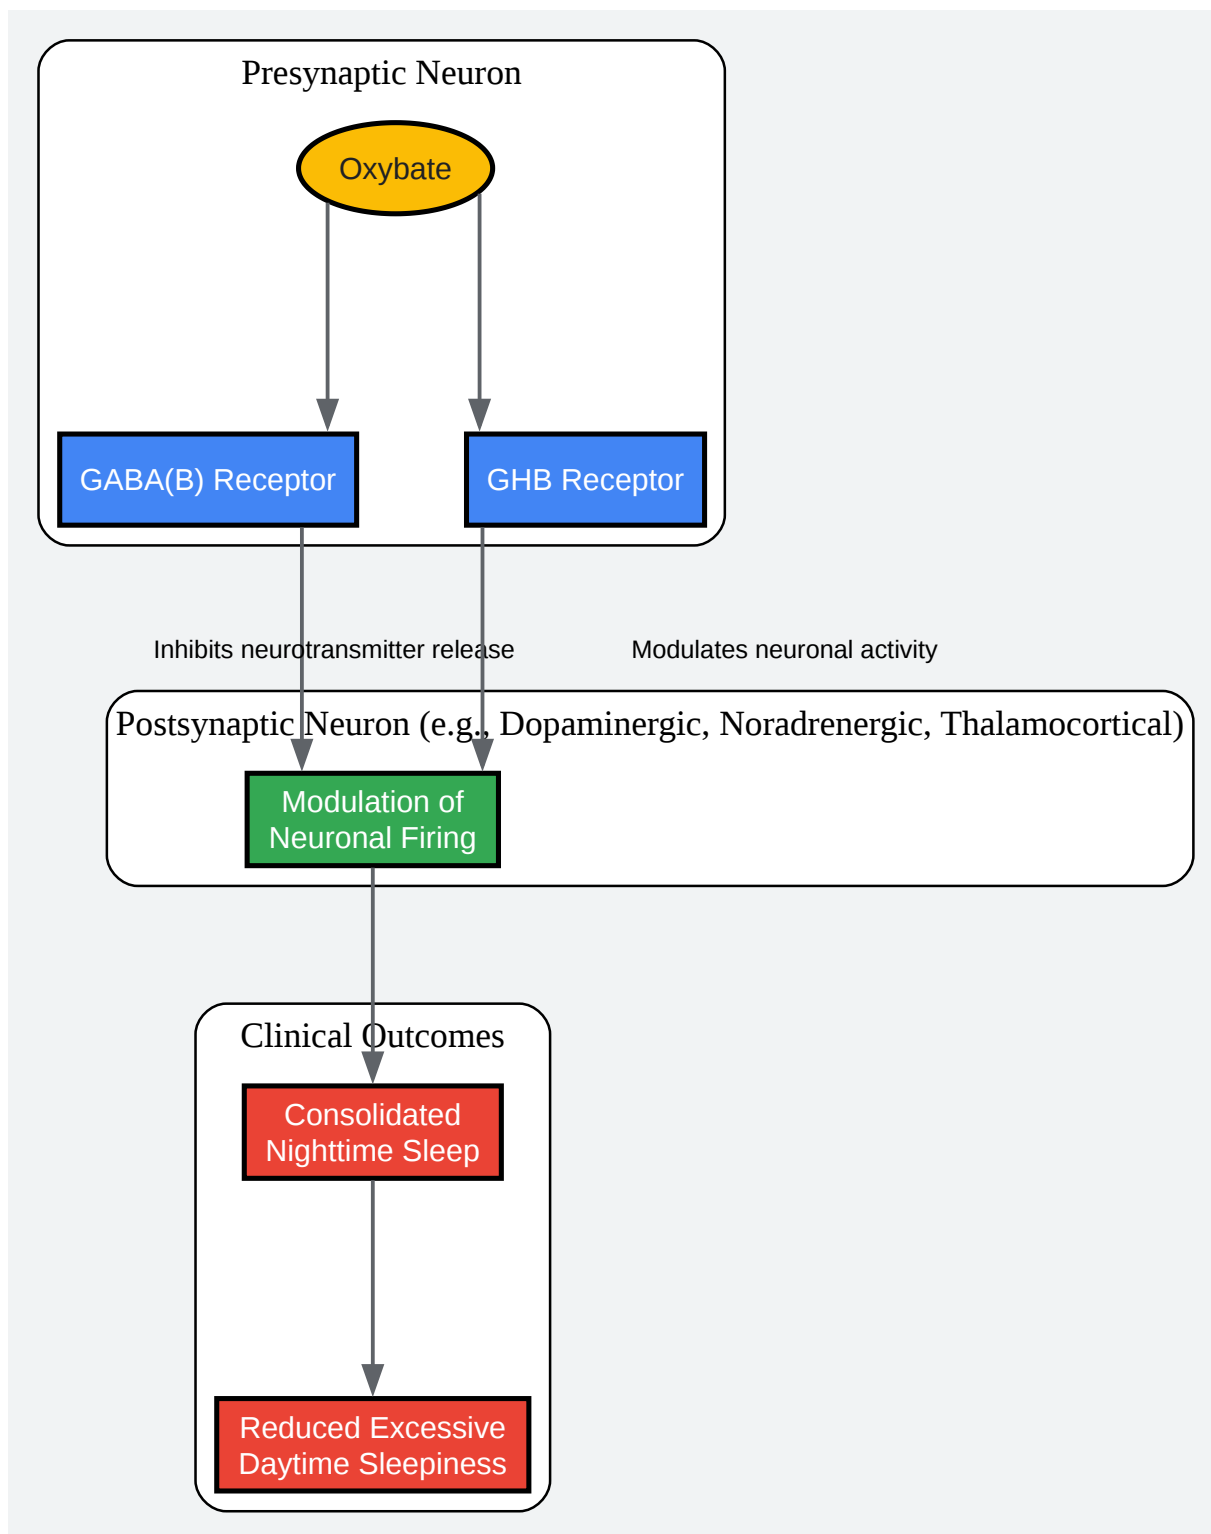 Presynaptic Neuron
Oxybate
GABA(B) Receptor
GHB Receptor
Inhibits neurotransmitter release
Modulates neuronal activity
Postsynaptic Neuron (e.g., Dopaminergic, Noradrenergic, Thalamocortical)
Modulation of
Neuronal Firing
Clinical Outcomes
Consolidated
Nighttime Sleep
Reduced Excessive
Daytime Sleepiness